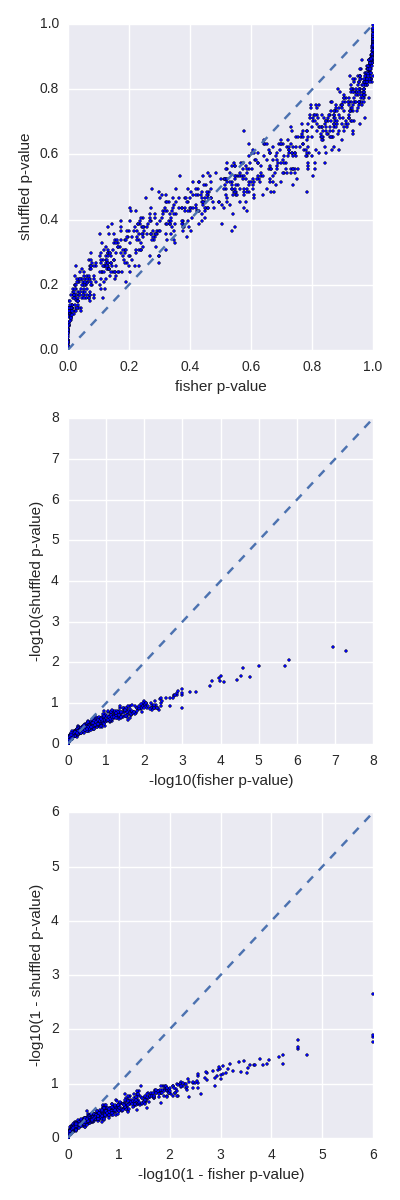 1.0
0.8
0.6
0.4
0.2
0.0
shuffled p-value
0.0 0.2 0.4 0.6 0.8 1.0
fisher p-value
8
7
6
5
4
3
2
1
0
-log10(shuffled p-value)
0 1 2 3 4 5 6 7 8
-log10(fisher p-value)
6
5
4
3
2
1
0
-log10(1 - shuffled p-value)
0 1 2 3 4 5 6
-log10(1 - fisher p-value)